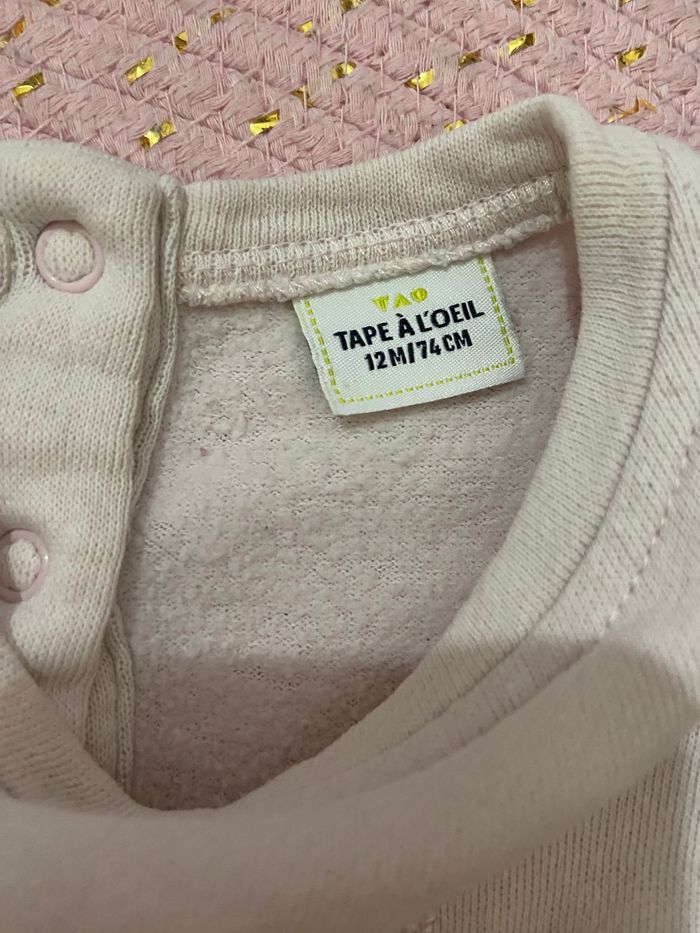 TAO
TAPE À L'OEIL
12M/74CM